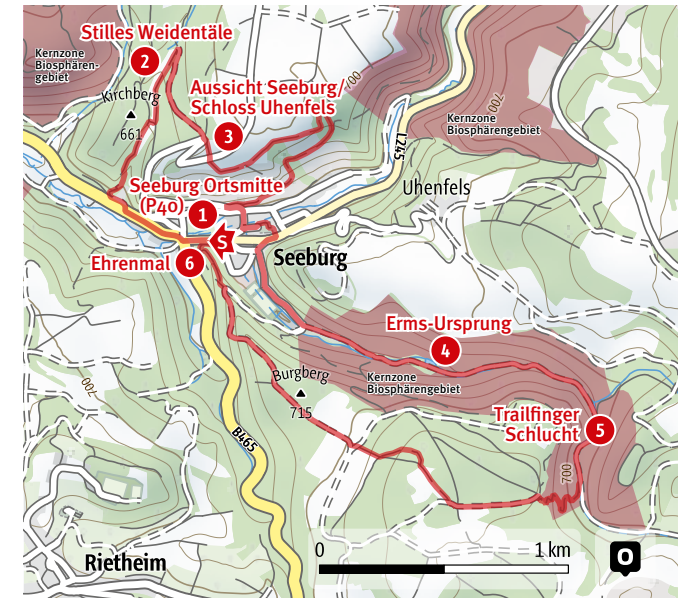 Stilles Weidentäle
2
Kernzone
Biosphären-
gebiet
Kirchberg
661
Aussicht Seeburg/
Schloss Uhenfels
3
700
700
Kernzone
Biosphärengebiet
L245
Uhenfels
Seeburg Ortsmitte
(P40)
1
S
Ehrenmal
6
Seeburg
Erms-Ursprung
4
Kernzone
Biosphärengebiet
Burgberg
715
700
Trailfinger
Schlucht
5
B465
700
Rietheim
0
1 km